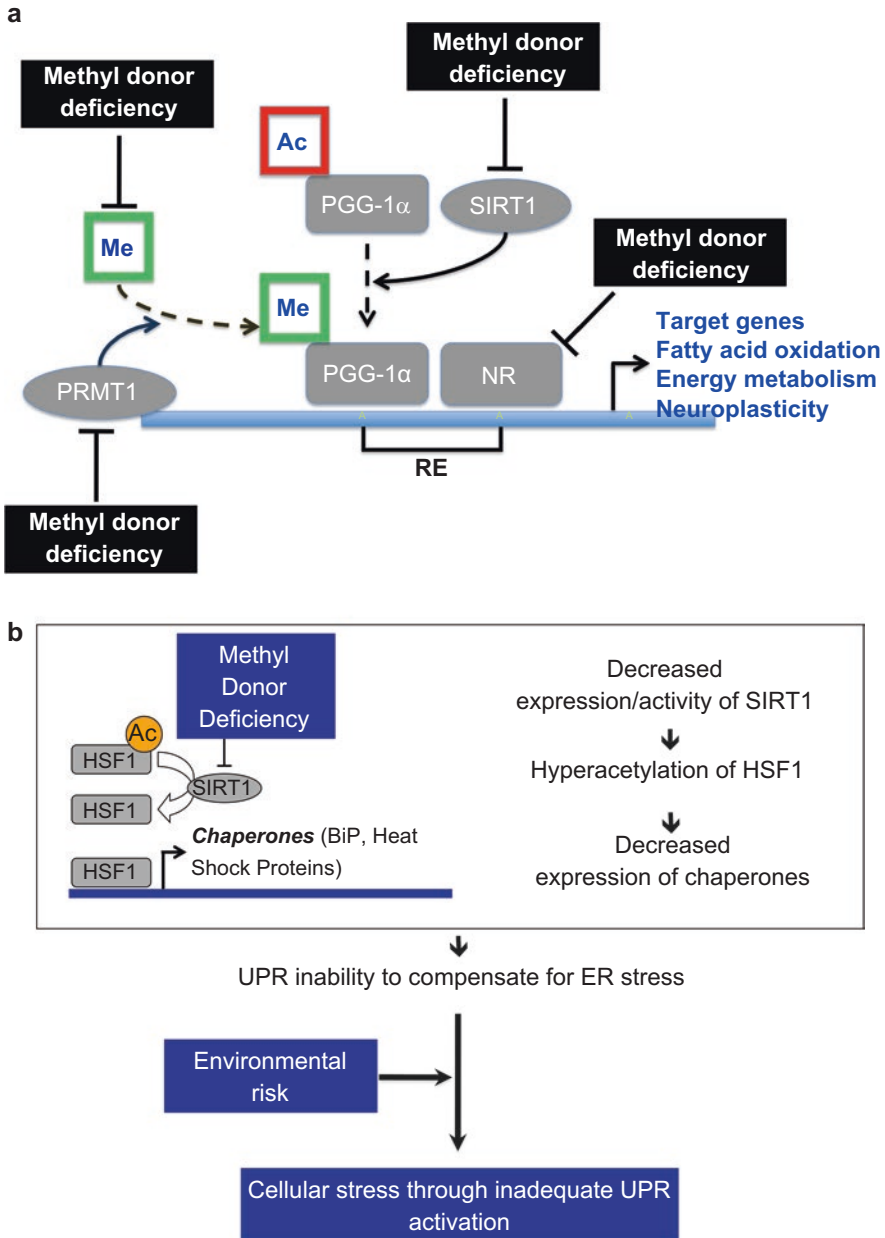 a
Methyl donor
deficiency
Methyl donor
deficiency
Ac
PGG-1α
SIRT1
Me
Methyl donor
deficiency
Me
Target genes
Fatty acid oxidation
Energy metabolism
Neuroplasticity
PRMT1
PGG-1α
NR
A
A
A
RE
Methyl donor
deficiency
b
Methyl
Donor
Deficiency
Ac
HSF1
SIRT1
HSF1
Chaperones (BiP, Heat
Shock Proteins)
HSF1
Decreased
expression/activity of SIRT1
Hyperacetylation of HSF1
Decreased
expression of chaperones
UPR inability to compensate for ER stress
Environmental
risk
Cellular stress through inadequate UPR
activation